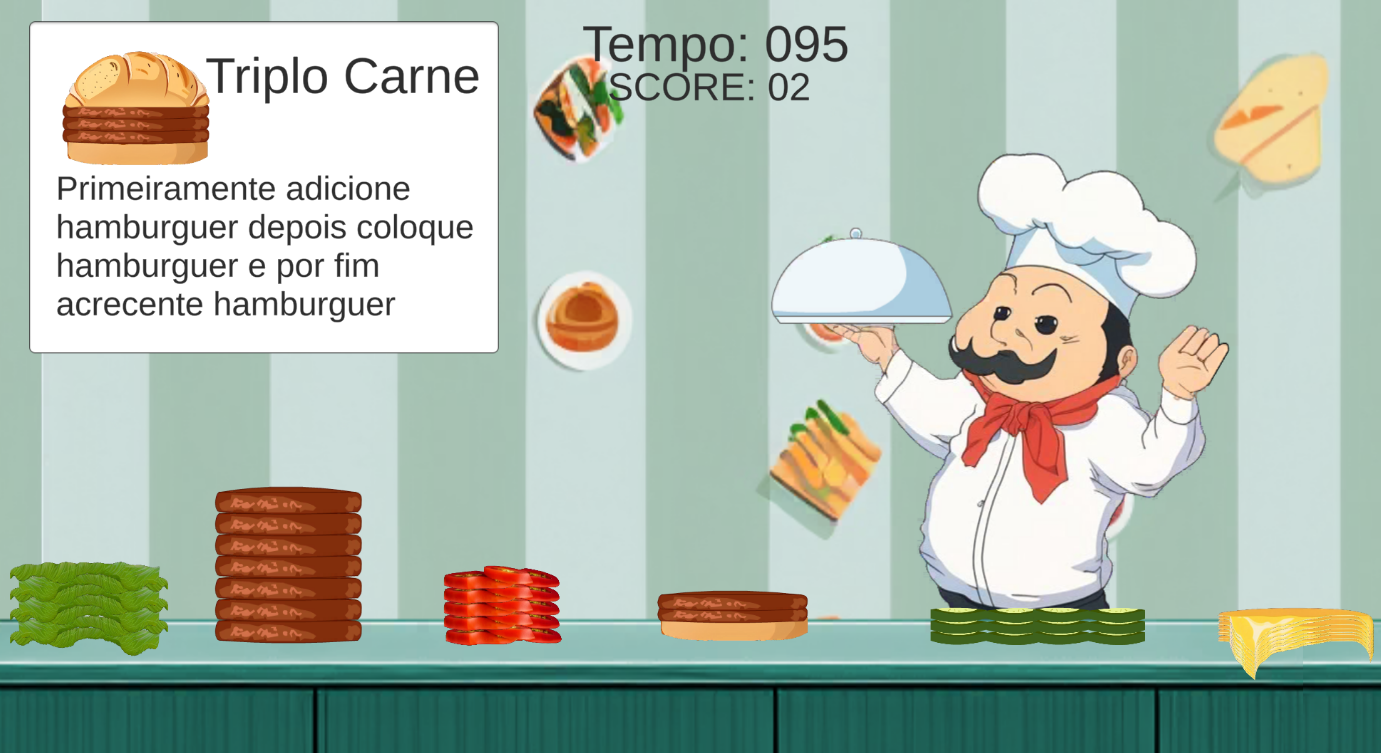 Triplo Carne
Primeiramente adicione
hamburguer depois coloque
hamburguer e por fim
acrecente hamburguer
Tempo: 095
SCORE: 02